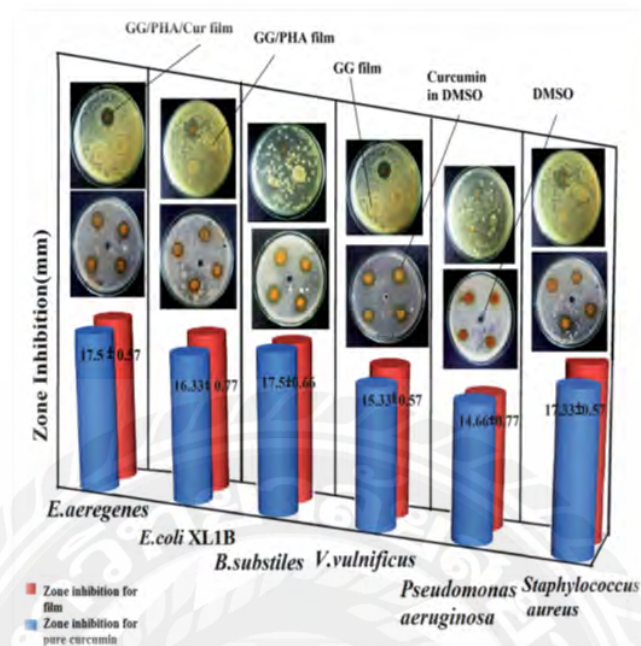 GG/PHA/Cur film
GG/PHA film
GG film
Curcumin
in DMSO
DMSO
Zone Inhibition(mm)
17.5 ± 0.57
16.33± 0.77
17.5±0.66
15.33±0.57
14.66±0.77
17.33±0.57
E.aeregenes
E.coli XL1B
B.substiles
V.vulnificus
Pseudomonas
aeruginosa
Staphylococcus
aureus
Zone inhibition for
film
Zone inhibition for
pure curcumin